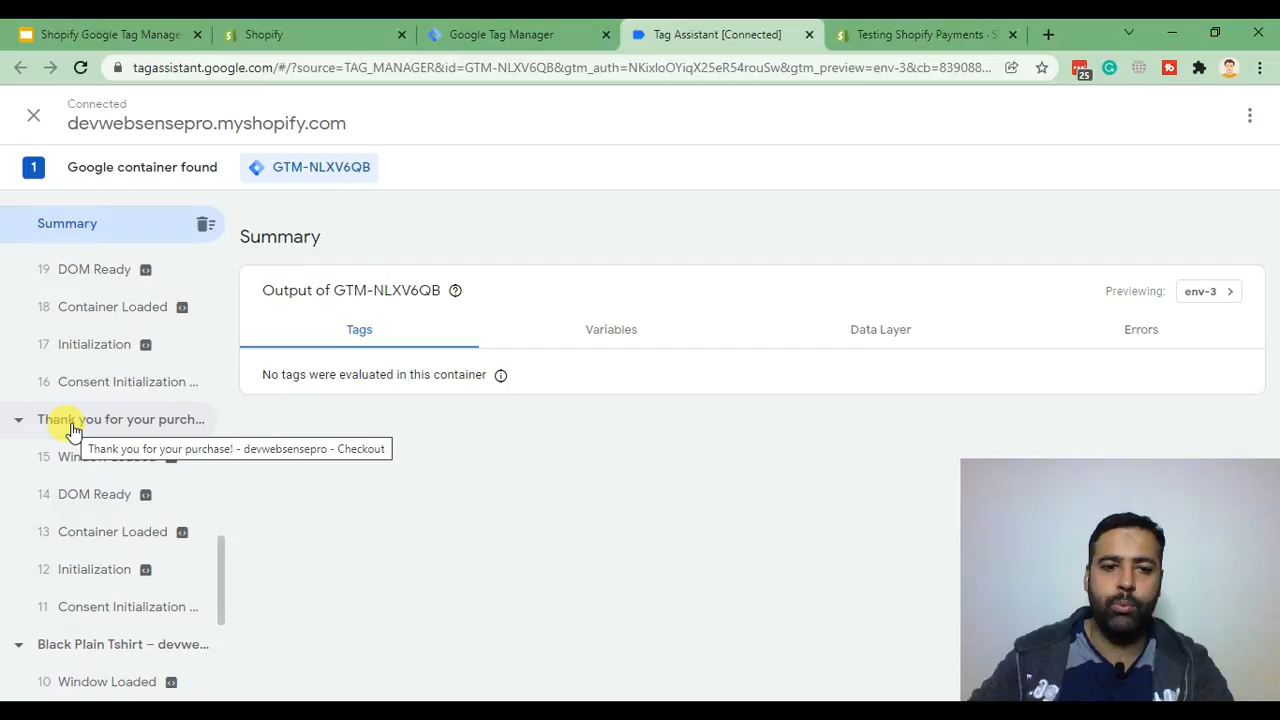 Shopify Google Tag Manager
Shopify
Google Tag Manager
Tag Assistant [Connected]
Testing Shopify Payments - S
tagassistant.google.com/#/?source=TAG_MANAGER&id=GTM-NLXV6QB&gtm_auth=NKixIoOYiqX25eR54rouSw&gtm_preview=env-3&cb=839088...
25
Connected
devwebsensepro.myshopify.com
1
Google container found
GTM-NLXV6QB
Summary
19 DOM Ready
18 Container Loaded
17 Initialization
16 Consent Initialization ...
Thank you for your purch...
Thank you for your purchase! - devwebsensepro - Checkout
15
14 DOM Ready
13 Container Loaded
12 Initialization
11 Consent Initialization ...
Black Plain Tshirt – devwe...
10 Window Loaded
Summary
Output of GTM-NLXV6QB
Previewing: env-3
Tags
Variables
Data Layer
Errors
No tags were evaluated in this container